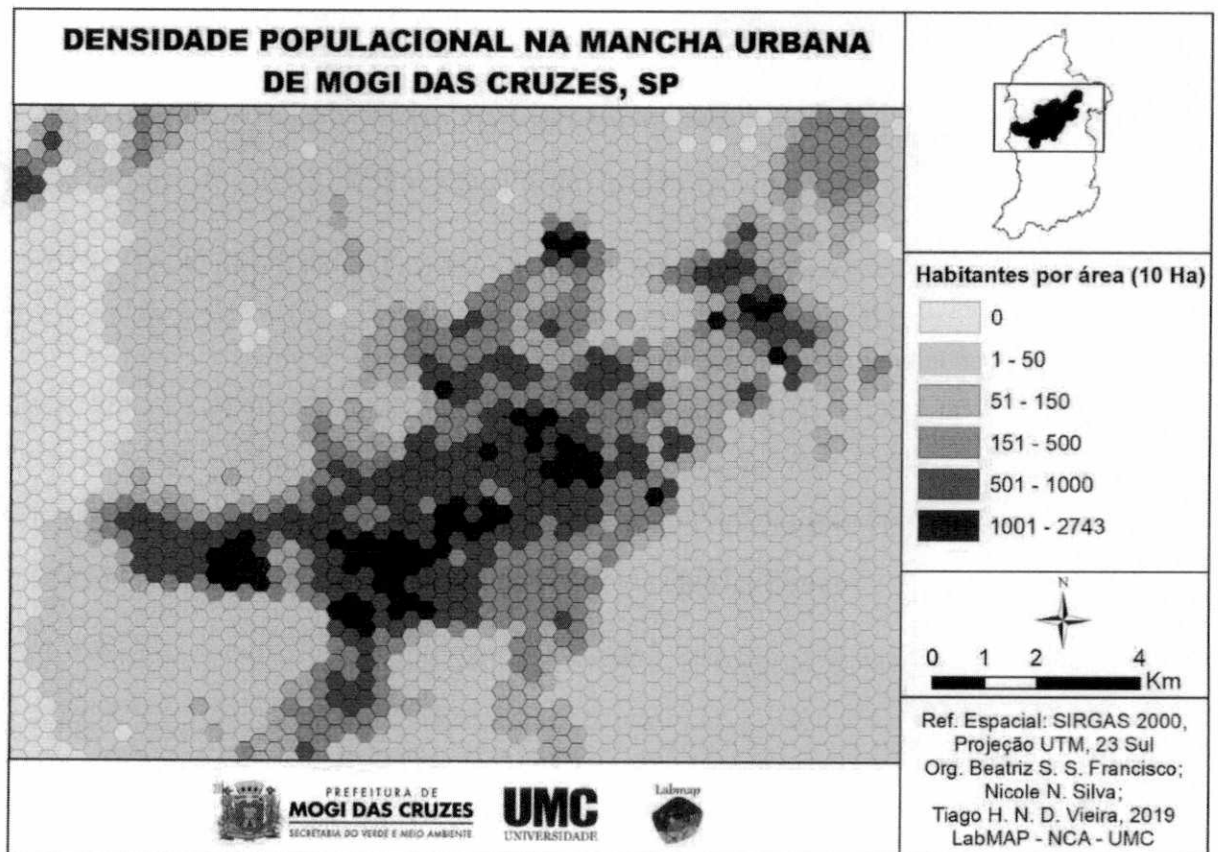 DENSIDADE POPULACIONAL NA MANCHA URBANA
DE MOGI DAS CRUZES, SP
Habitantes por área (10 Ha)
0
1 - 50
51 - 150
151 - 500
501 - 1000
1001 - 2743
N
0 1 2 4
Km
Ref. Espacial: SIRGAS 2000,
Projeção UTM, 23 Sul
Org. Beatriz S. S. Francisco;
Nicole N. Silva;
Tiago H. N. D. Vieira, 2019
LabMAP - NCA - UMC
PREFEITURA DE
MOGI DAS CRUZES
SECRETARIA DO VERDE E MEIO AMBIENTE
UMC
UNIVERSIDADE
Labmap